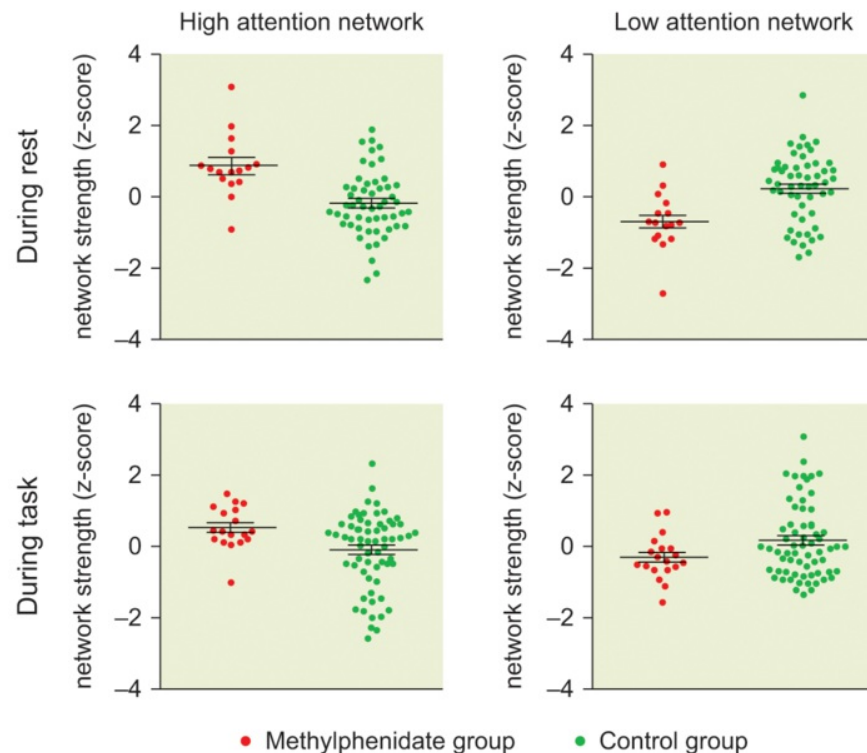 High attention network
Low attention network
During rest
network strength (z-score)
4
2
0
–2
–4
network strength (z-score)
4
2
0
–2
–4
During task
network strength (z-score)
4
2
0
–2
–4
network strength (z-score)
4
2
0
–2
–4
Methylphenidate group
Control group